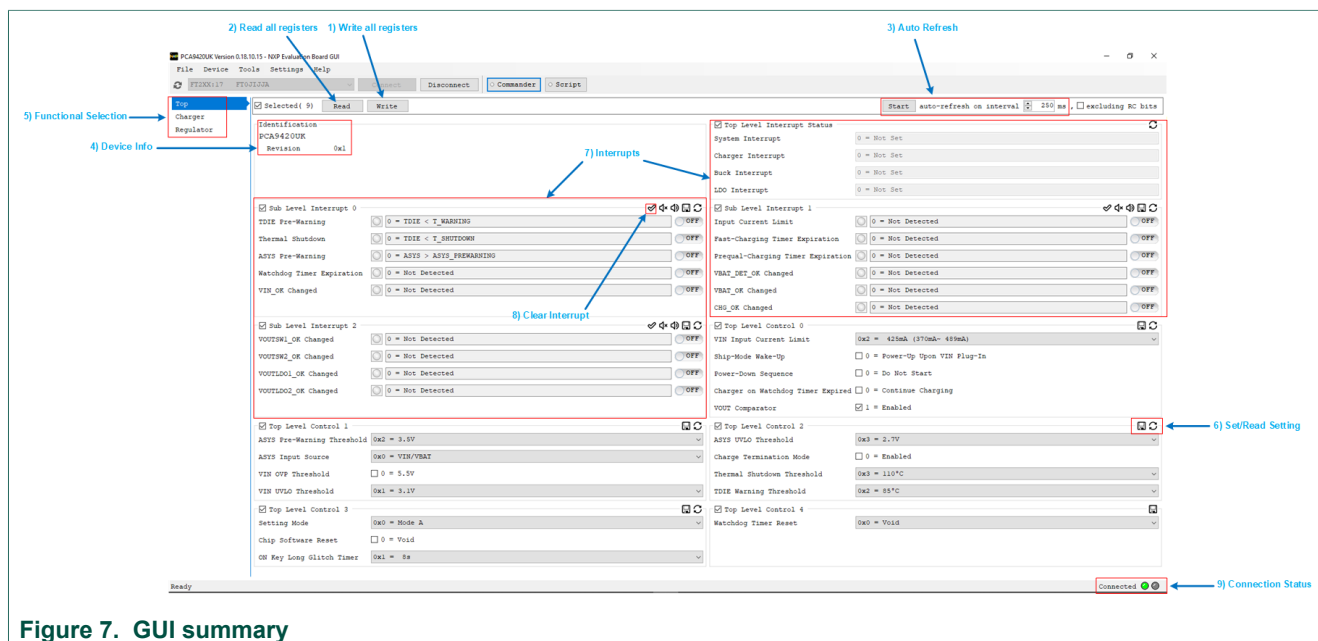 2) Read all registers 1) Write all registers 3) Auto Refresh
PCA9420UK Version 0.18.10.15 - NXP Evaluation Board GUI
File Device Tools Settings Help
FT2XX:17 Connect Disconnect Commander Script
Top
Charger
Regulator
5) Functional Selection
4) Device Info
Selected( 9) Read Write
Start auto-refresh on interval 250 ms, excluding RC bits
Identification
PCA9420UK
Revision 0x1
7) Interrupts
Top Level Interrupt Status
System Interrupt 0 = Not Set
Charger Interrupt 0 = Not Set
Buck Interrupt 0 = Not Set
LDO Interrupt 0 = Not Set
Sub Level Interrupt 0
TDIE Pre-Warning 0 = TDIE < T_WARNING OFF
Thermal Shutdown 0 = TDIE < T_SHUTDOWN OFF
ASYS Pre-Warning 0 = ASYS > ASYS_PREWARNING OFF
Watchdog Timer Expiration 0 = Not Detected OFF
VIN_OK Changed 0 = Not Detected OFF
Sub Level Interrupt 1
Input Current Limit 0 = Not Detected OFF
Fast-Charging Timer Expiration 0 = Not Detected OFF
Prequal-Charging Timer Expiration 0 = Not Detected OFF
VBAT_DET_OK Changed 0 = Not Detected OFF
VBAT_OK Changed 0 = Not Detected OFF
CHG_OK Changed 0 = Not Detected OFF
8) Clear Interrupt
Sub Level Interrupt 2
VOUTSW1_OK Changed 0 = Not Detected OFF
VOUTSW2_OK Changed 0 = Not Detected OFF
VOUTLDO1_OK Changed 0 = Not Detected OFF
VOUTLDO2_OK Changed 0 = Not Detected OFF
Top Level Control 0
VIN Input Current Limit 0x2 = 425mA (370mA~ 489mA)
Ship-Mode Wake-Up 0 = Power-Up Upon VIN Plug-In
Power-Down Sequence 0 = Do Not Start
Charger on Watchdog Timer Expired 0 = Continue Charging
VOUT Comparator 1 = Enabled
Top Level Control 1
ASYS Pre-Warning Threshold 0x2 = 3.5V
ASYS Input Source 0x0 = VIN/VBAT
VIN OVP Threshold 0 = 5.5V
VIN UVLO Threshold 0x1 = 3.1V
Top Level Control 2
ASYS UVLO Threshold 0x3 = 2.7V
Charge Termination Mode 0 = Enabled
Thermal Shutdown Threshold 0x3 = 110°C
TDIE Warning Threshold 0x2 = 85°C
6) Set/Read Setting
Top Level Control 3
Setting Mode 0x0 = Mode A
Chip Software Reset 0 = Void
ON Key Long Glitch Timer 0x1 = 8s
Top Level Control 4
Watchdog Timer Reset 0x0 = Void
Ready
Connected
9) Connection Status
Figure 7. GUI summary